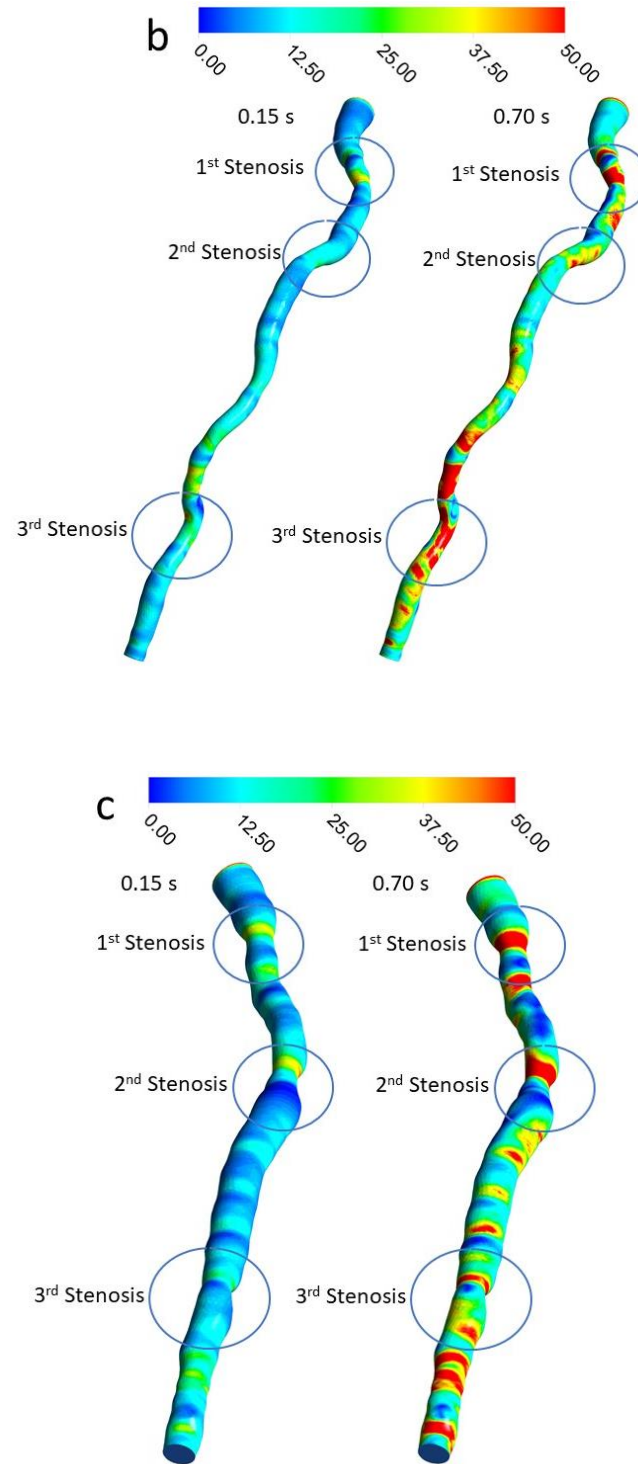 b
0.00 12.50 25.00 37.50 50.00
0.15 s 0.70 s
1st Stenosis 1st Stenosis
2nd Stenosis 2nd Stenosis
3rd Stenosis 3rd Stenosis
c
0.00 12.50 25.00 37.50 50.00
0.15 s 0.70 s
1st Stenosis 1st Stenosis
2nd Stenosis 2nd Stenosis
3rd Stenosis 3rd Stenosis